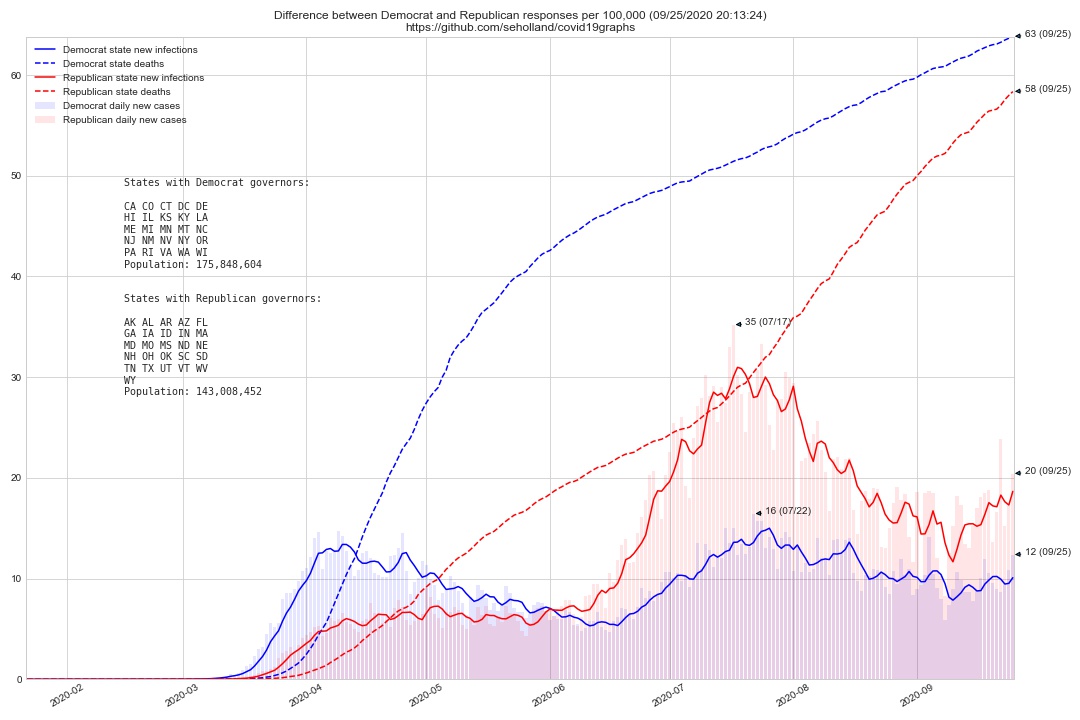 Difference between Democrat and Republican responses per 100,000 (09/25/2020 20:13:24)
https://github.com/seholland/covid19graphs
Democrat state new infections
Democrat state deaths
Republican state new infections
Republican state deaths
Democrat daily new cases
Republican daily new cases
States with Democrat governors:
CA CO CT DC DE
HI IL KS KY LA
ME MI MN MT NC
NJ NM NV NY OR
PA RI VA WA WI
Population: 175,848,604
States with Republican governors:
AK AL AR AZ FL
GA IA ID IN MA
MD MO MS ND NE
NH OH OK SC SD
TN TX UT VT WV
WY
Population: 143,008,452
63 (09/25)
58 (09/25)
35 (07/17)
20 (09/25)
16 (07/22)
12 (09/25)
60
50
40
30
20
10
0
2020-02
2020-03
2020-04
2020-05
2020-06
2020-07
2020-08
2020-09